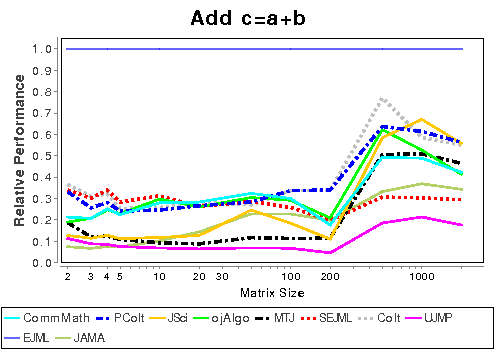 Add c=a+b
1.0
0.9
0.8
0.7
0.6
0.5
0.4
0.3
0.2
0.1
0.0
Relative Performance
2 3 4 5 10 20 30 100 200 1000
Matrix Size
CommMath PColt JSci ojAlgo MTJ SEJML Colt UJMP
EJML JAMA